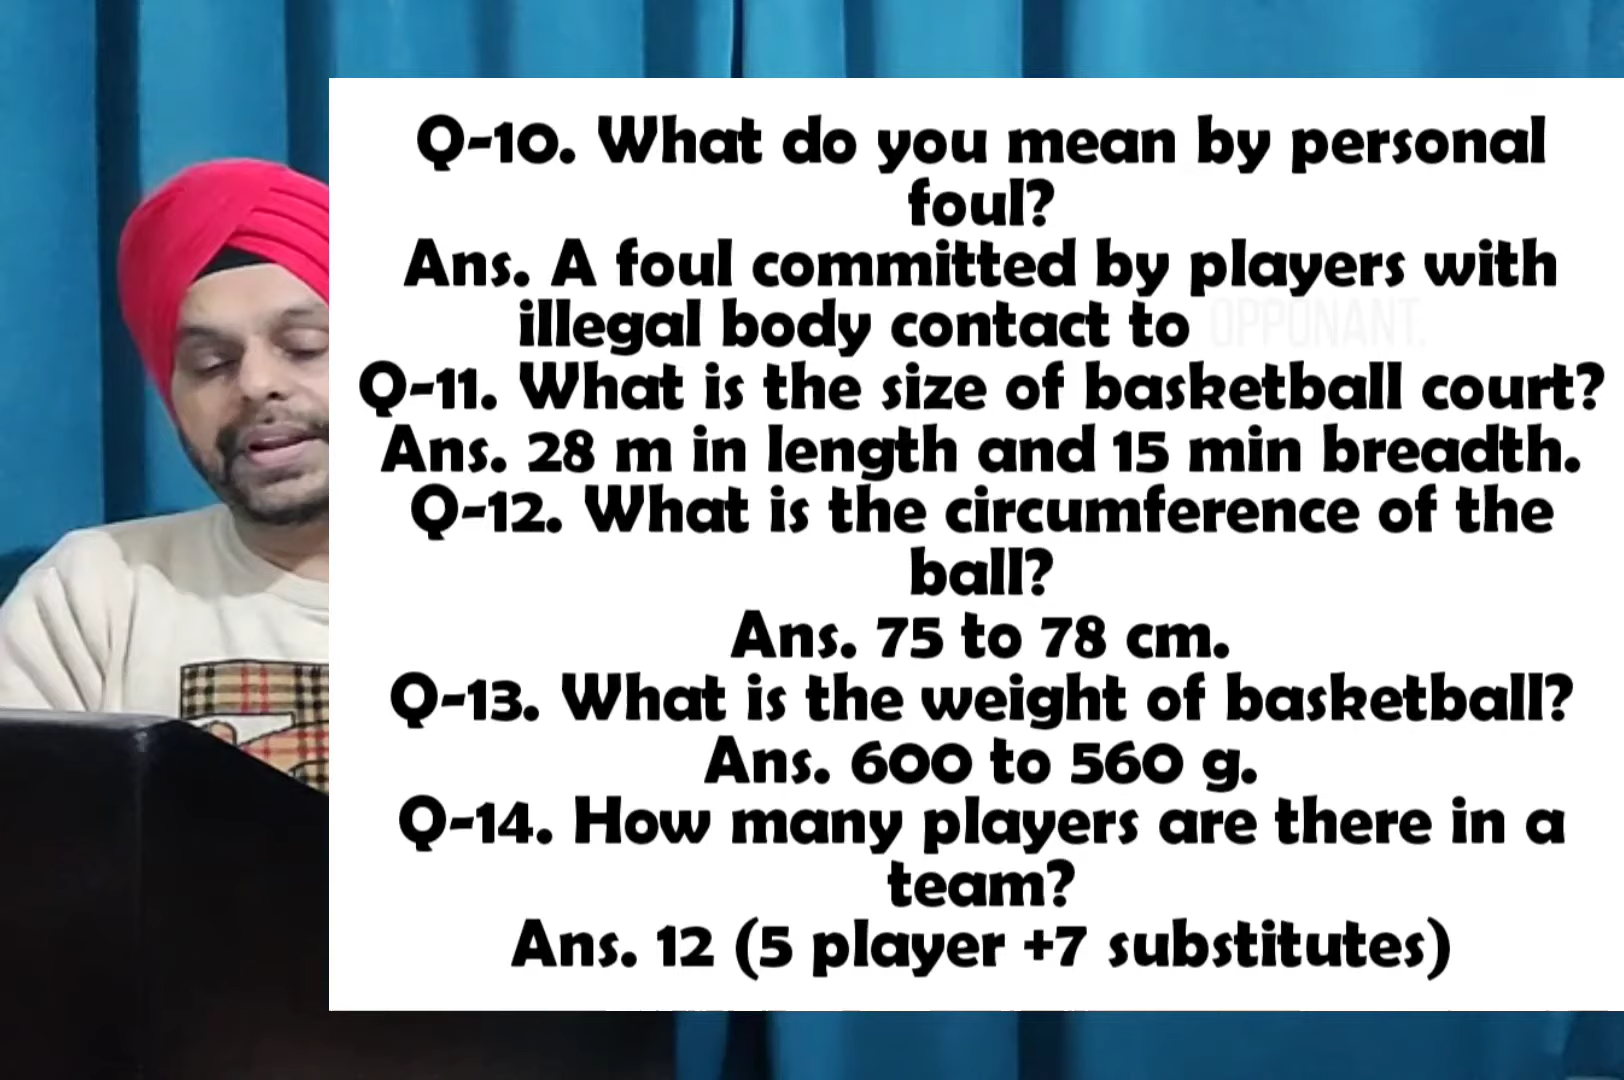 Q-10. What do you mean by personal
foul?
Ans. A foul committed by players with
illegal body contact to OPPONANT.
Q-11. What is the size of basketball court?
Ans. 28 m in length and 15 min breadth.
Q-12. What is the circumference of the
ball?
Ans. 75 to 78 cm.
Q-13. What is the weight of basketball?
Ans. 600 to 560 g.
Q-14. How many players are there in a
team?
Ans. 12 (5 player +7 substitutes)